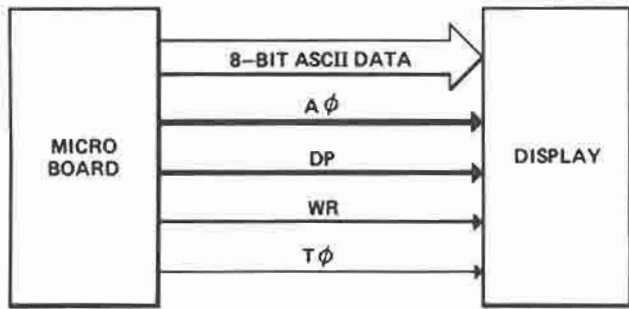 8-BIT ASCII DATA
Aϕ
MICRO
BOARD
DP
DISPLAY
WR
Tϕ